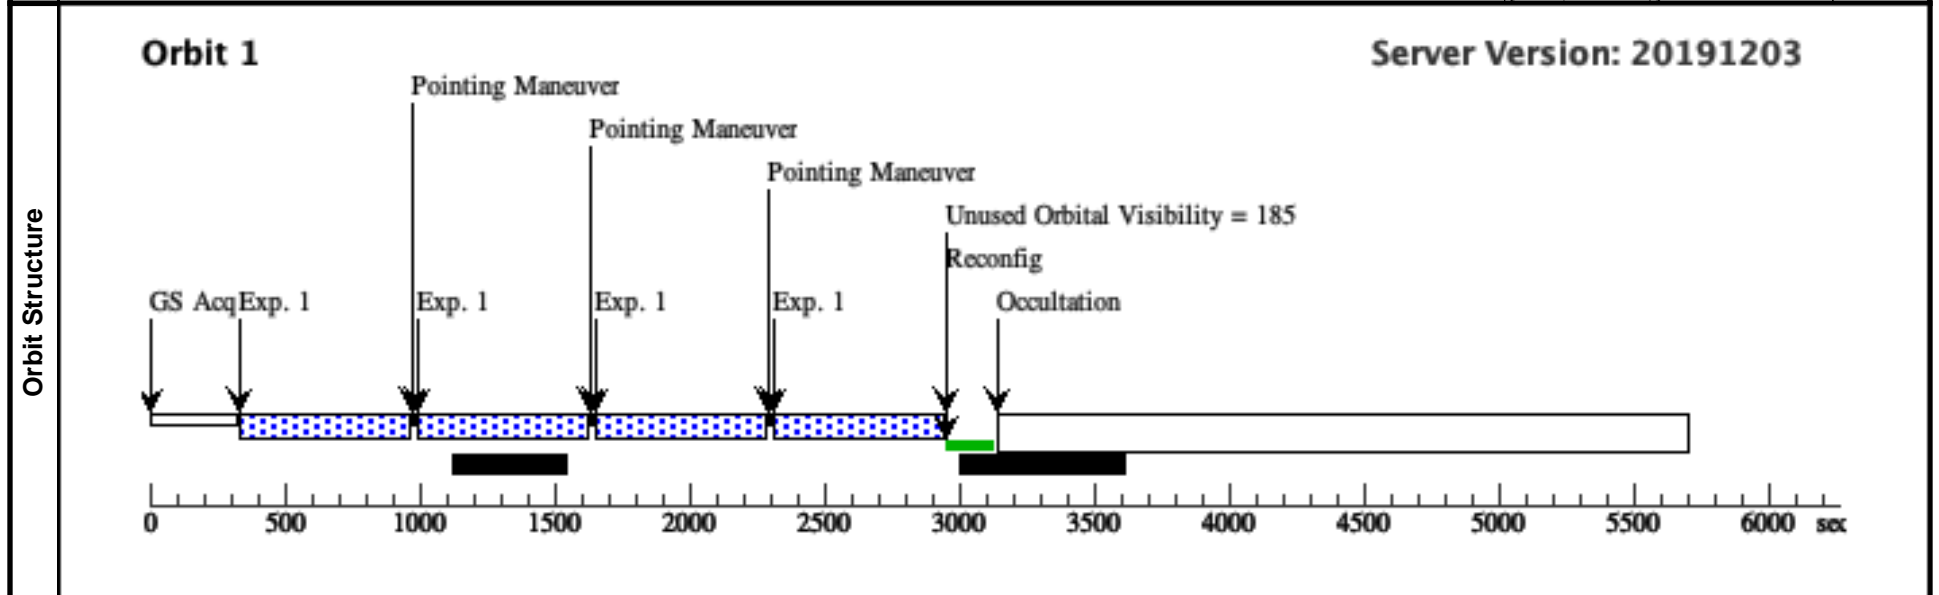 Orbit Structure
Orbit 1
Server Version: 20191203
Pointing Maneuver
Pointing Maneuver
Pointing Maneuver
Unused Orbital Visibility = 185
Reconfig
GS Acq Exp. 1 Exp. 1 Exp. 1 Exp. 1 Occultation
0 500 1000 1500 2000 2500 3000 3500 4000 4500 5000 5500 6000 sec